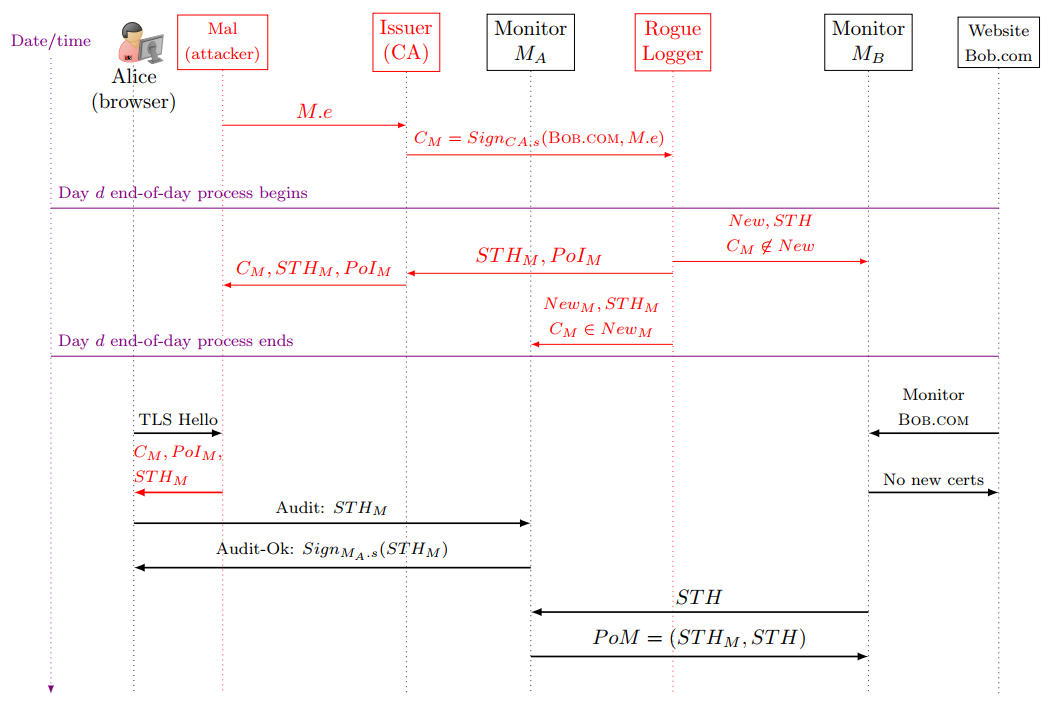 Date/time
Alice
(browser)
Mal
(attacker)
Issuer
(CA)
Monitor
M_A
Rogue
Logger
Monitor
M_B
Website
Bob.com
M.e
C_M = Sign_{CA.s}(BOB.COM, M.e)
Day d end-of-day process begins
New, STH
C_M ∉ New
STH_M, PoI_M
C_M, STH_M, PoI_M
New_M, STH_M
C_M ∈ New_M
Day d end-of-day process ends
Monitor
BOB.COM
TLS Hello
C_M, PoI_M,
STH_M
No new certs
Audit: STH_M
Audit-Ok: Sign_{M_A.s}(STH_M)
STH
PoM = (STH_M, STH)